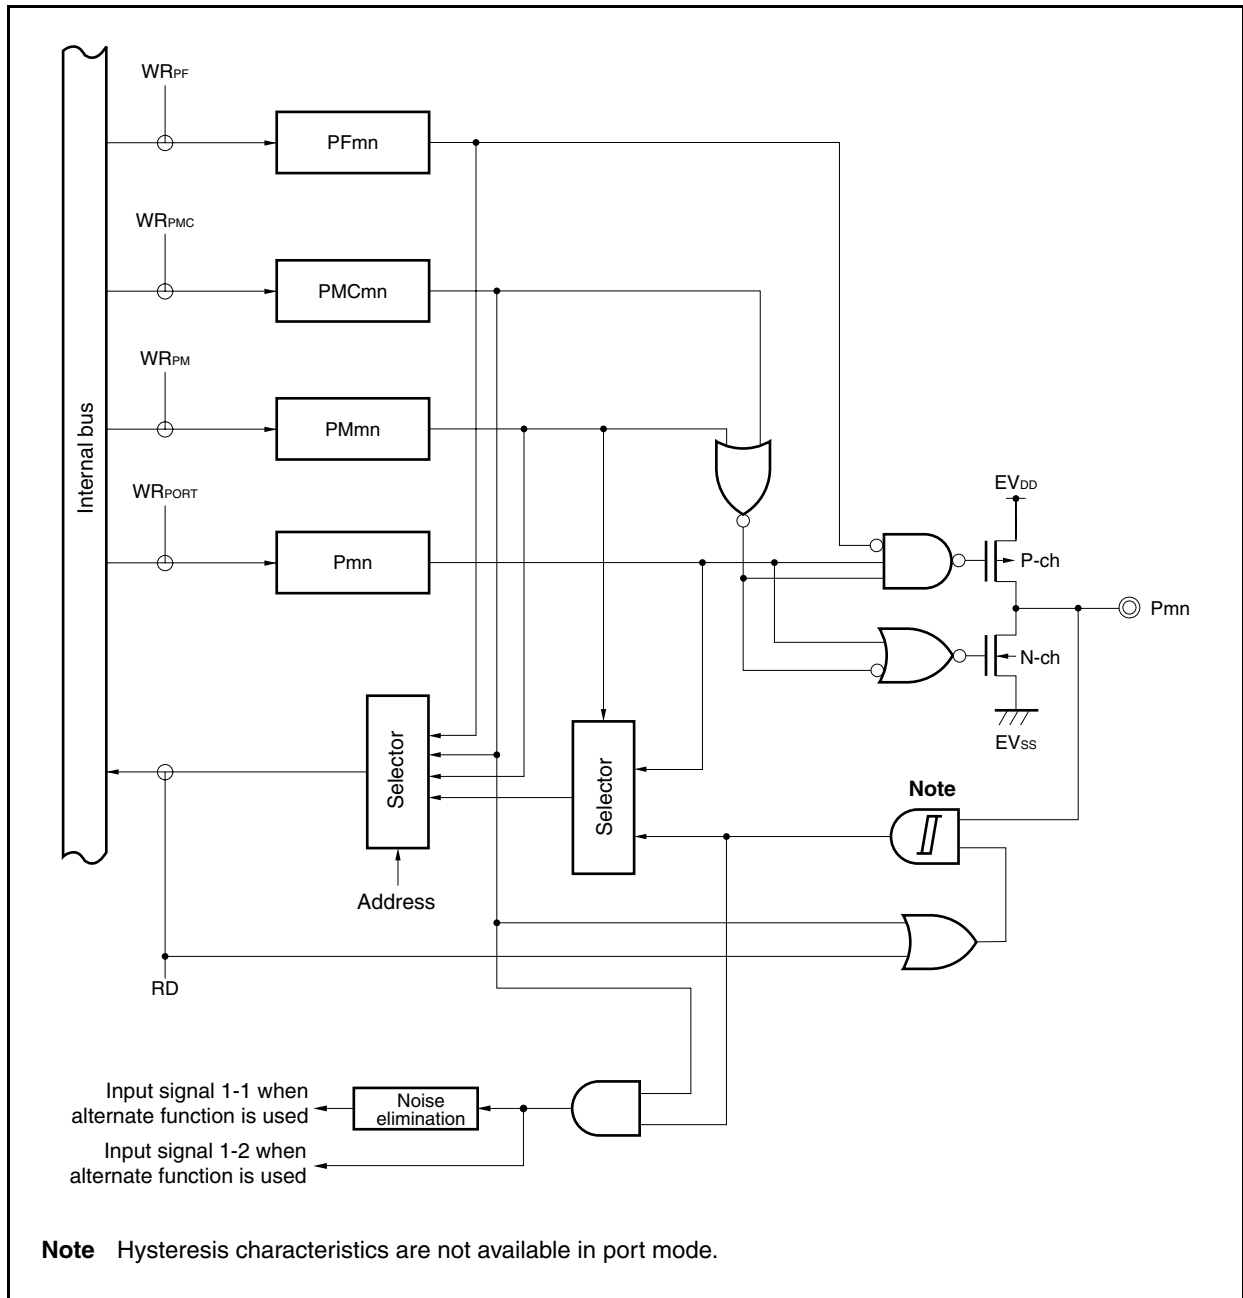 WRPF
PFmn
WRPMC
PMCmn
WRPM
PMmn
Internal bus
WRPORT
Pmn
EVDD
P-ch
Pmn
N-ch
EVSS
Selector
Selector
Note
Address
RD
Input signal 1-1 when
alternate function is used
Noise
elimination
Input signal 1-2 when
alternate function is used
Note Hysteresis characteristics are not available in port mode.